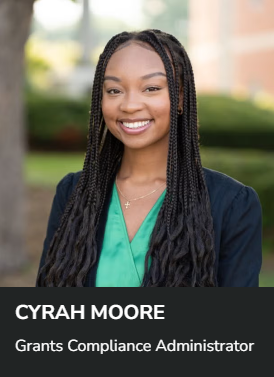 CYRAH MOORE
Grants Compliance Administrator